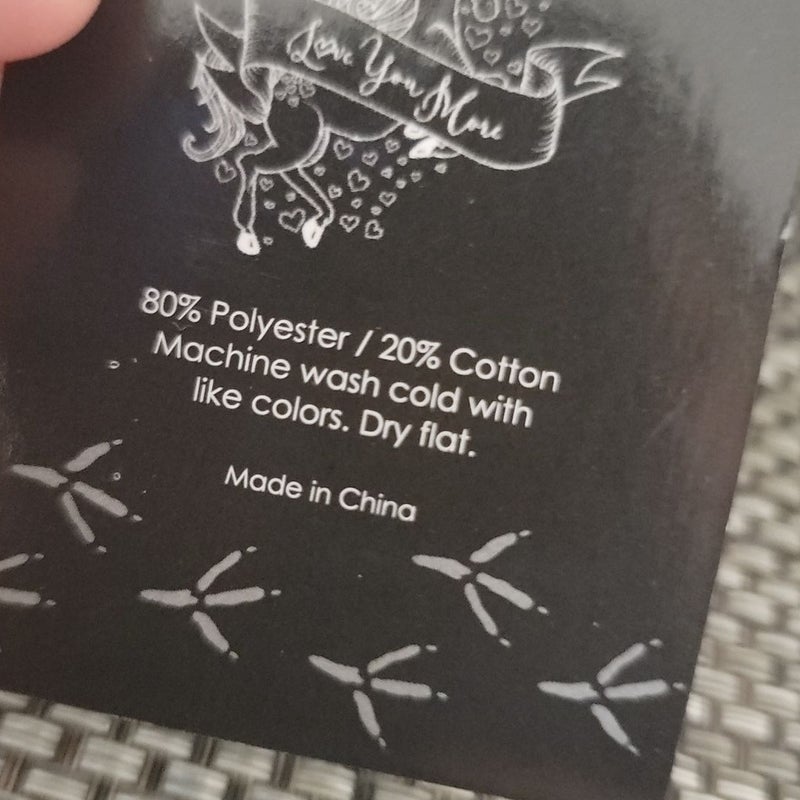 Love You More
80% Polyester / 20% Cotton
Machine wash cold with
like colors. Dry flat.
Made in China